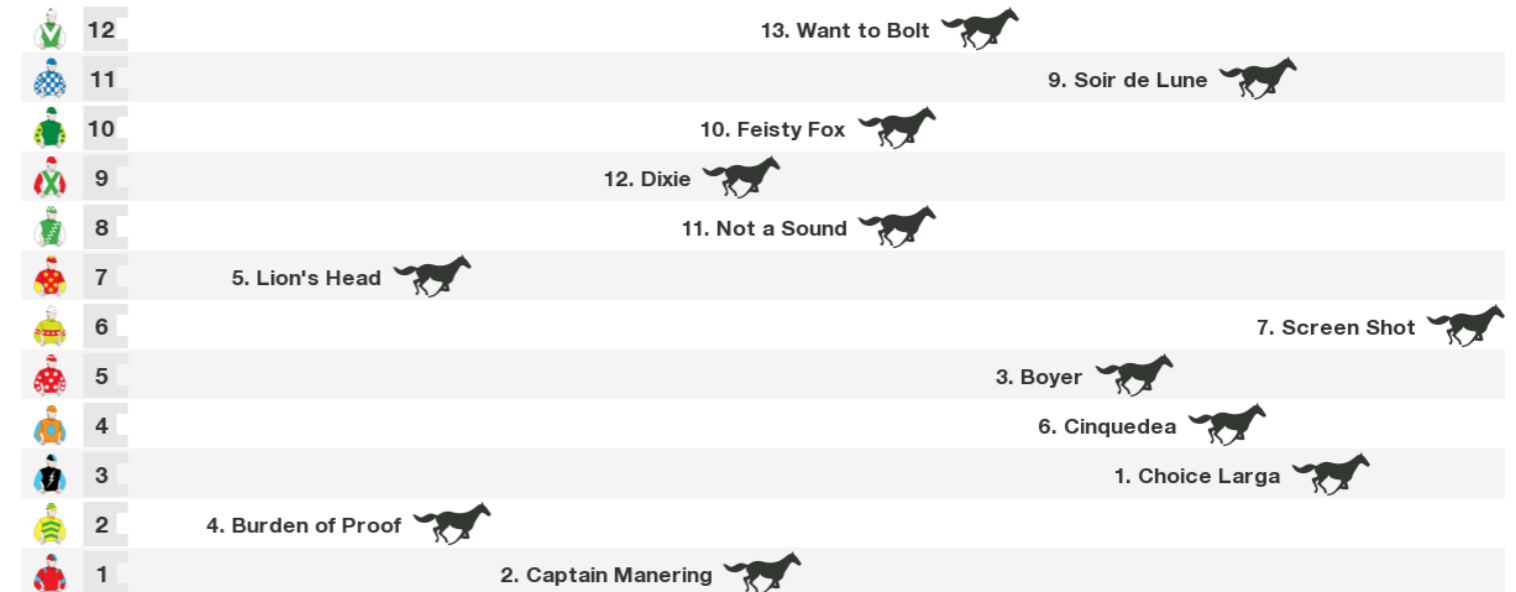 12 13. Want to Bolt
11 9. Soir de Lune
10 10. Feisty Fox
9 12. Dixie
8 11. Not a Sound
7 5. Lion's Head
6 7. Screen Shot
5 3. Boyer
4 6. Cinquedea
3 1. Choice Larga
2 4. Burden of Proof
1 2. Captain Manering